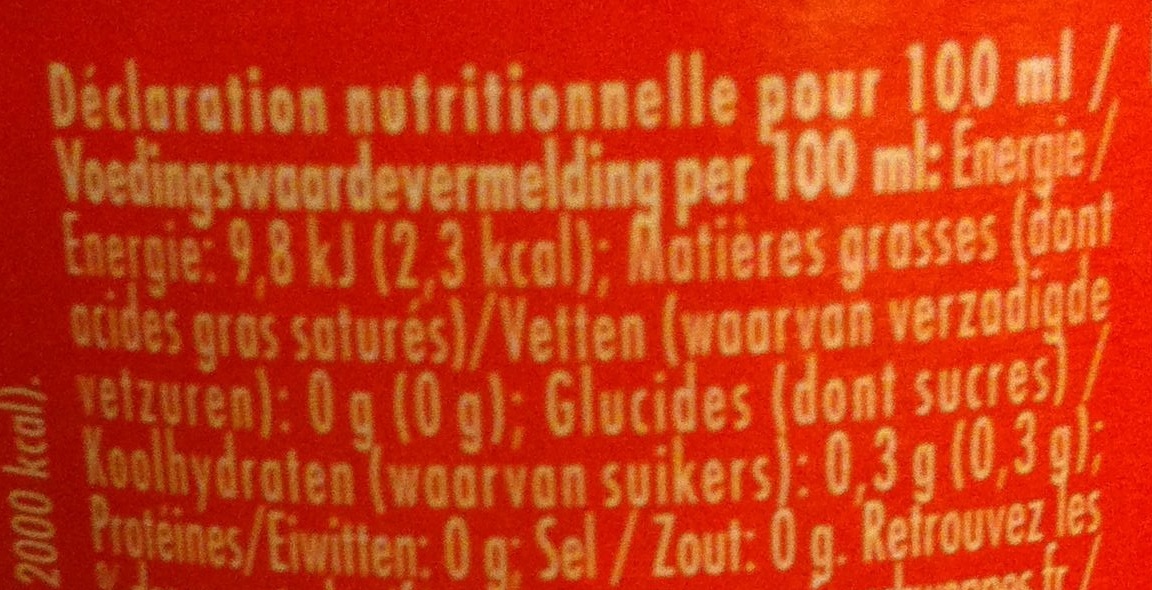 Déclaration nutritionnelle pour 100 ml /
Voedingswaardevermelding per 100 ml: Energie /
Energie: 9,8 kJ (2,3 kcal); Matières grasses (dont
acides gras saturés)/Vetten (waarvan verzadigde
vetzuren): 0 g (0 g); Glucides (dont sucres) /
Koolhydraten (waarvan suikers): 0,3 g (0,3 g);
Protéines/Eiwitten: 0 g; Sel / Zout: 0 g. Retrouvez les
2000 kcal).